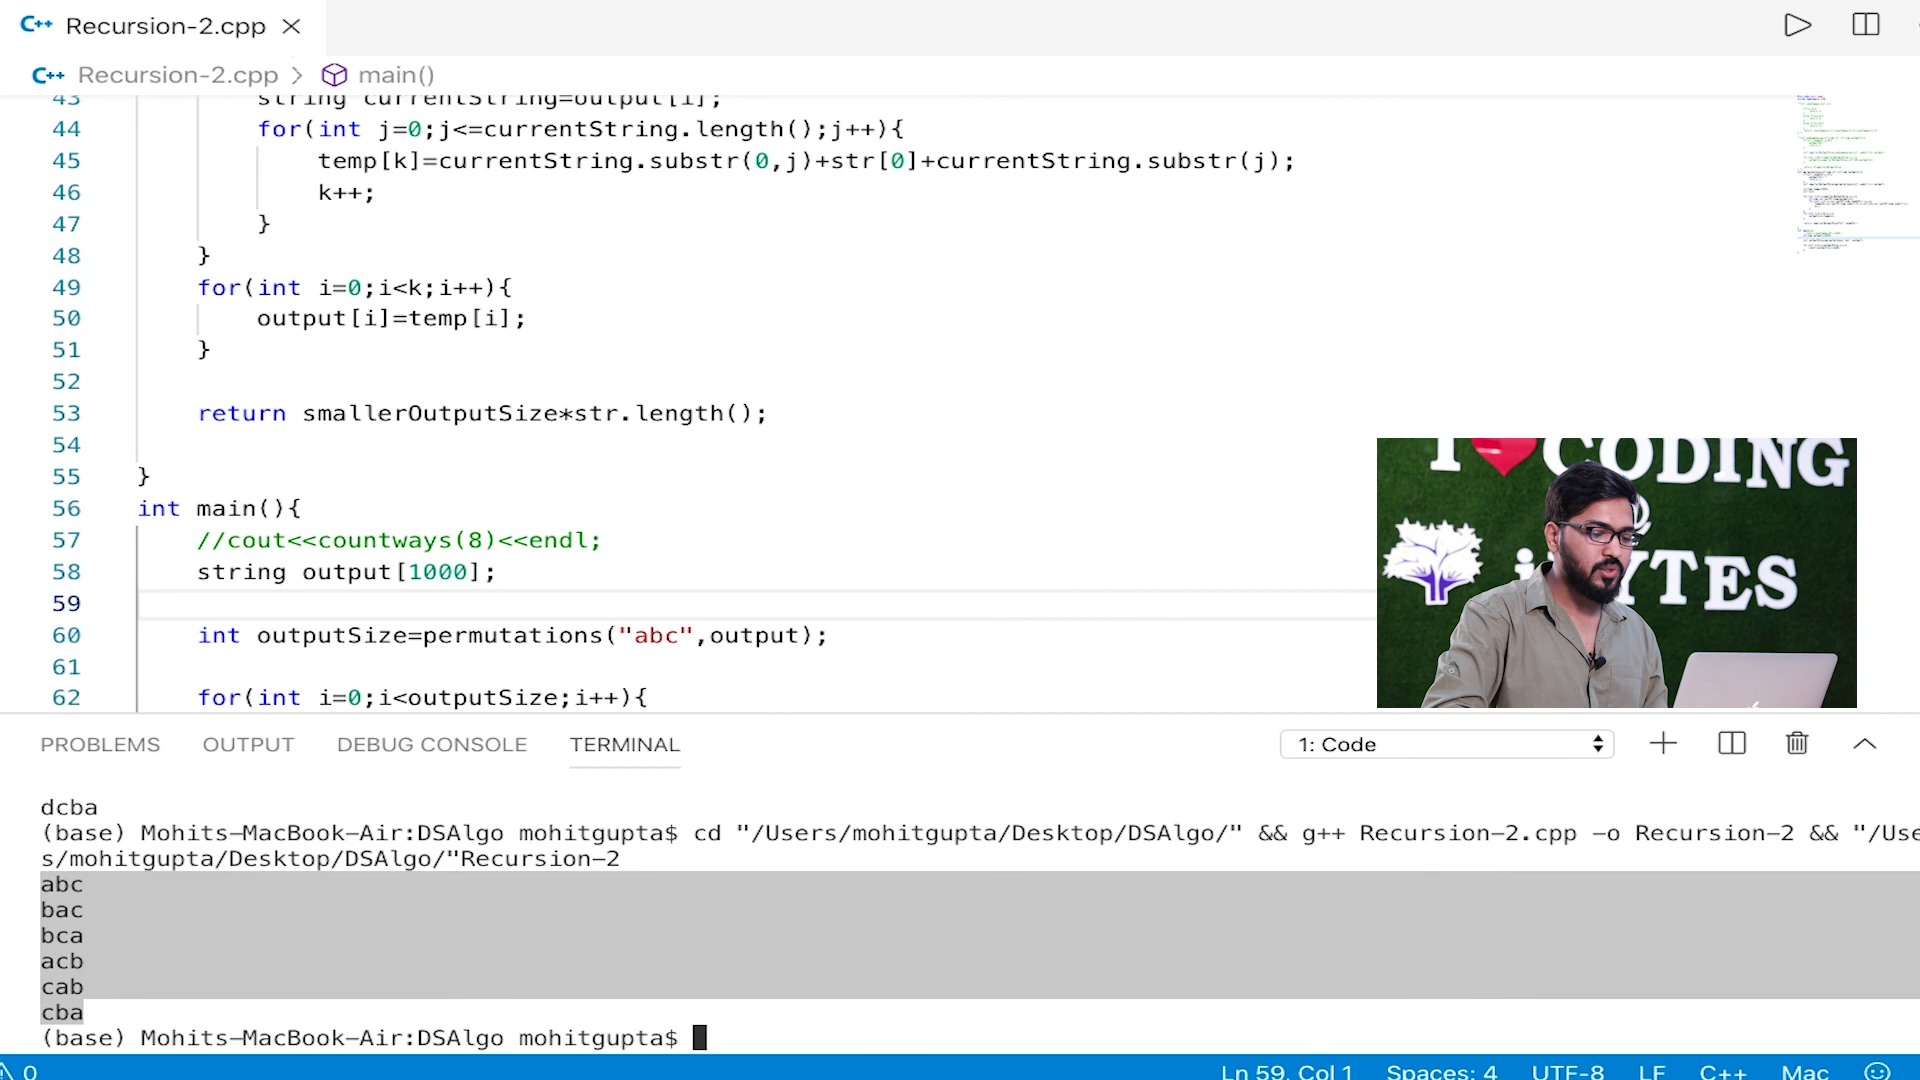 C++ Recursion-2.cpp
C++ Recursion-2.cpp > main()
43 string currentString=output[i];
44 for(int j=0;j<=currentString.length();j++){
45 temp[k]=currentString.substr(0,j)+str[0]+currentString.substr(j);
46 k++;
47 }
48 }
49 for(int i=0;i<k;i++){
50 output[i]=temp[i];
51 }
52
53 return smallerOutputSize*str.length();
54
55 }
56 int main(){
57 //cout<<countways(8)<<endl;
58 string output[1000];
59
60 int outputSize=permutations("abc",output);
61
62 for(int i=0;i<outputSize;i++){
I ❤ CODING
@
iNYTES
PROBLEMS OUTPUT DEBUG CONSOLE TERMINAL 1: Code
dcba
(base) Mohits-MacBook-Air:DSAlgo mohitgupta$ cd "/Users/mohitgupta/Desktop/DSAlgo/" && g++ Recursion-2.cpp -o Recursion-2 && "/Use
s/mohitgupta/Desktop/DSAlgo/"Recursion-2
abc
bac
bca
acb
cab
cba
(base) Mohits-MacBook-Air:DSAlgo mohitgupta$
0 Ln 59, Col 1 Spaces: 4 UTF-8 LF C++ Mac